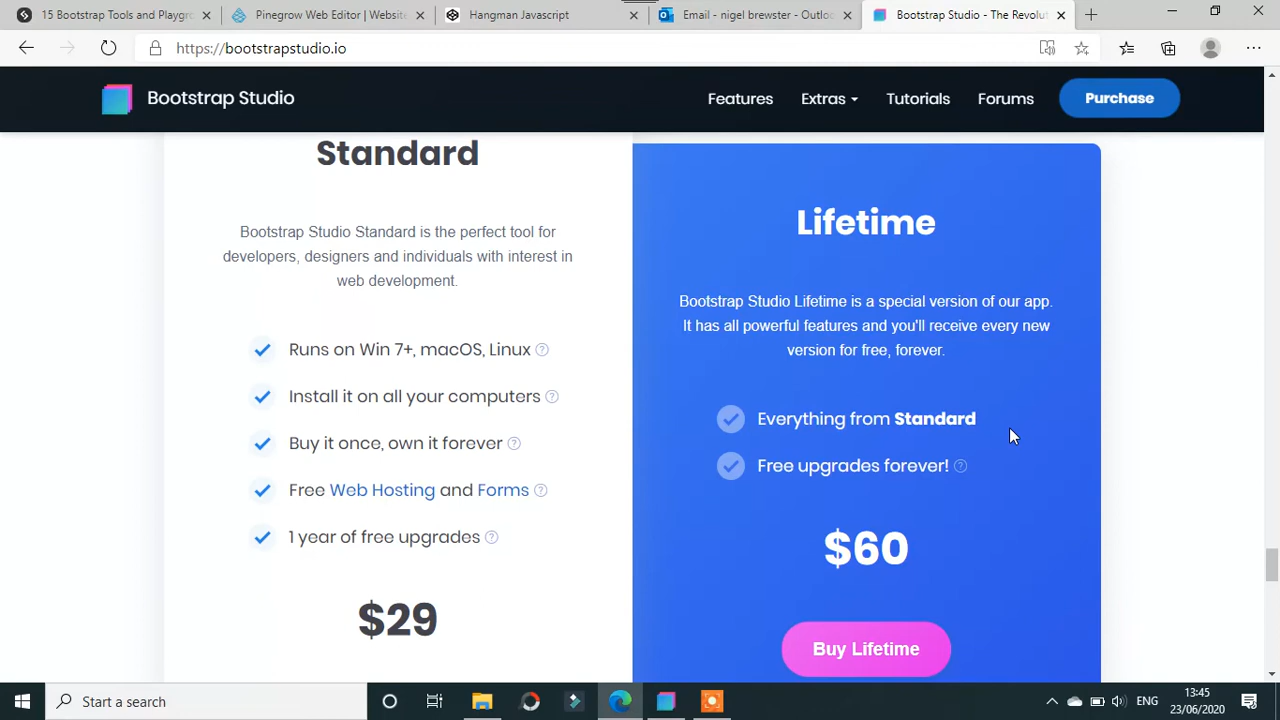 15 Bootstrap Tools and Playgro
Pinegrow Web Editor | Website
Hangman Javascript
Email - nigel brewster - Outloo
Bootstrap Studio - The Revolut
https://bootstrapstudio.io
Bootstrap Studio
Features
Extras
Tutorials
Forums
Purchase
Standard
Bootstrap Studio Standard is the perfect tool for
developers, designers and individuals with interest in
web development.
Runs on Win 7+, macOS, Linux
Install it on all your computers
Buy it once, own it forever
Free Web Hosting and Forms
1 year of free upgrades
$29
Lifetime
Bootstrap Studio Lifetime is a special version of our app.
It has all powerful features and you'll receive every new
version for free, forever.
Everything from Standard
Free upgrades forever!
$60
Buy Lifetime
Start a search
ENG
13:45
23/06/2020